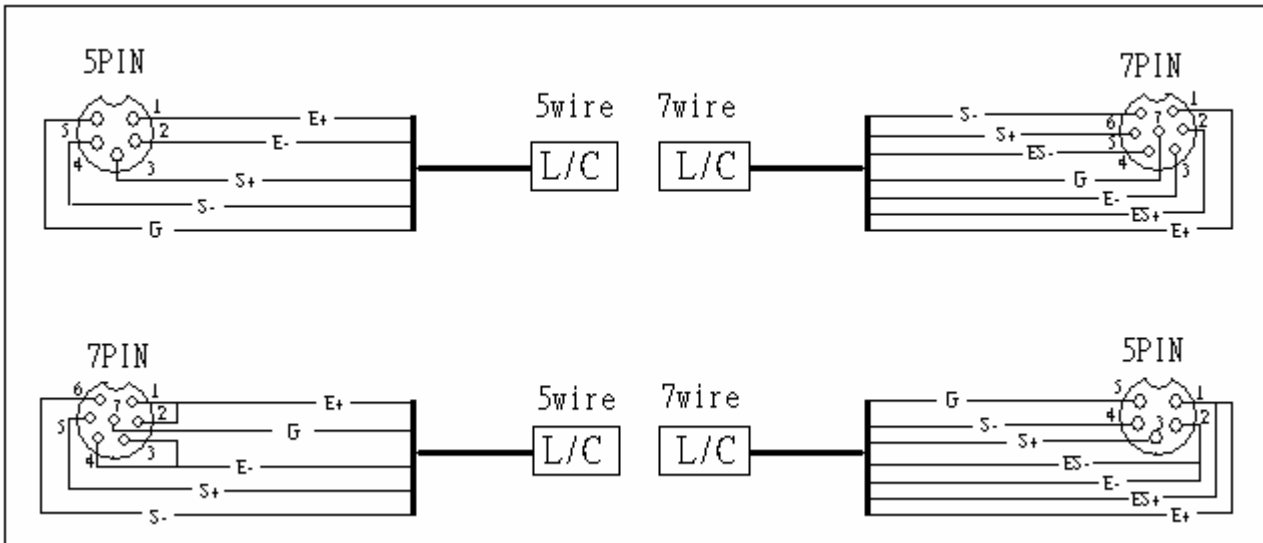 5PIN
1
E+
5
2
E-
4
3
S+
S-
G
5wire
L/C
7wire
L/C
7PIN
S-
1
6
7
2
S+
5
ES-
4
3
G
E-
ES+
E+
7PIN
6
1
E+
7
2
5
G
4
3
E-
S+
S-
5wire
L/C
7wire
L/C
5PIN
G
5
1
S-
4
3
2
S+
ES-
E-
ES+
E+